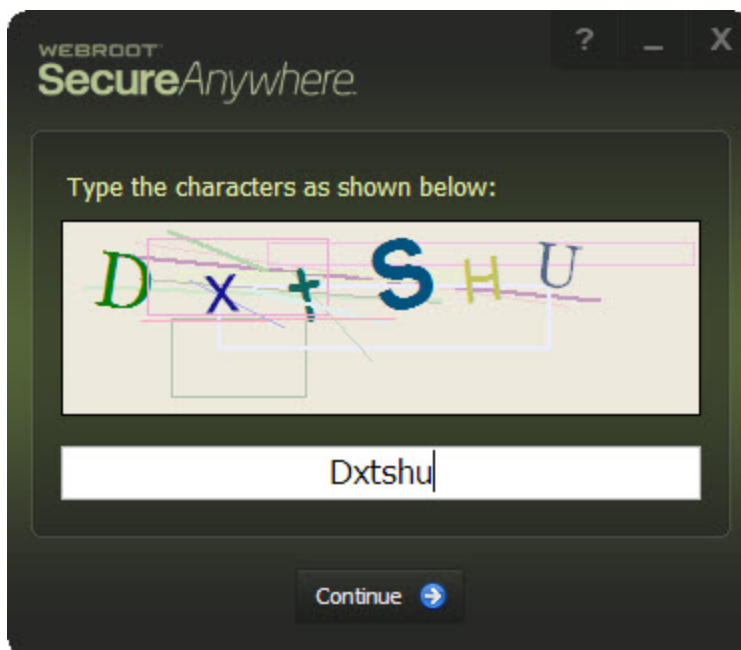 WEBROOT
SecureAnywhere.
? _ X
Type the characters as shown below:
D x t S H U
Dxtshu
Continue